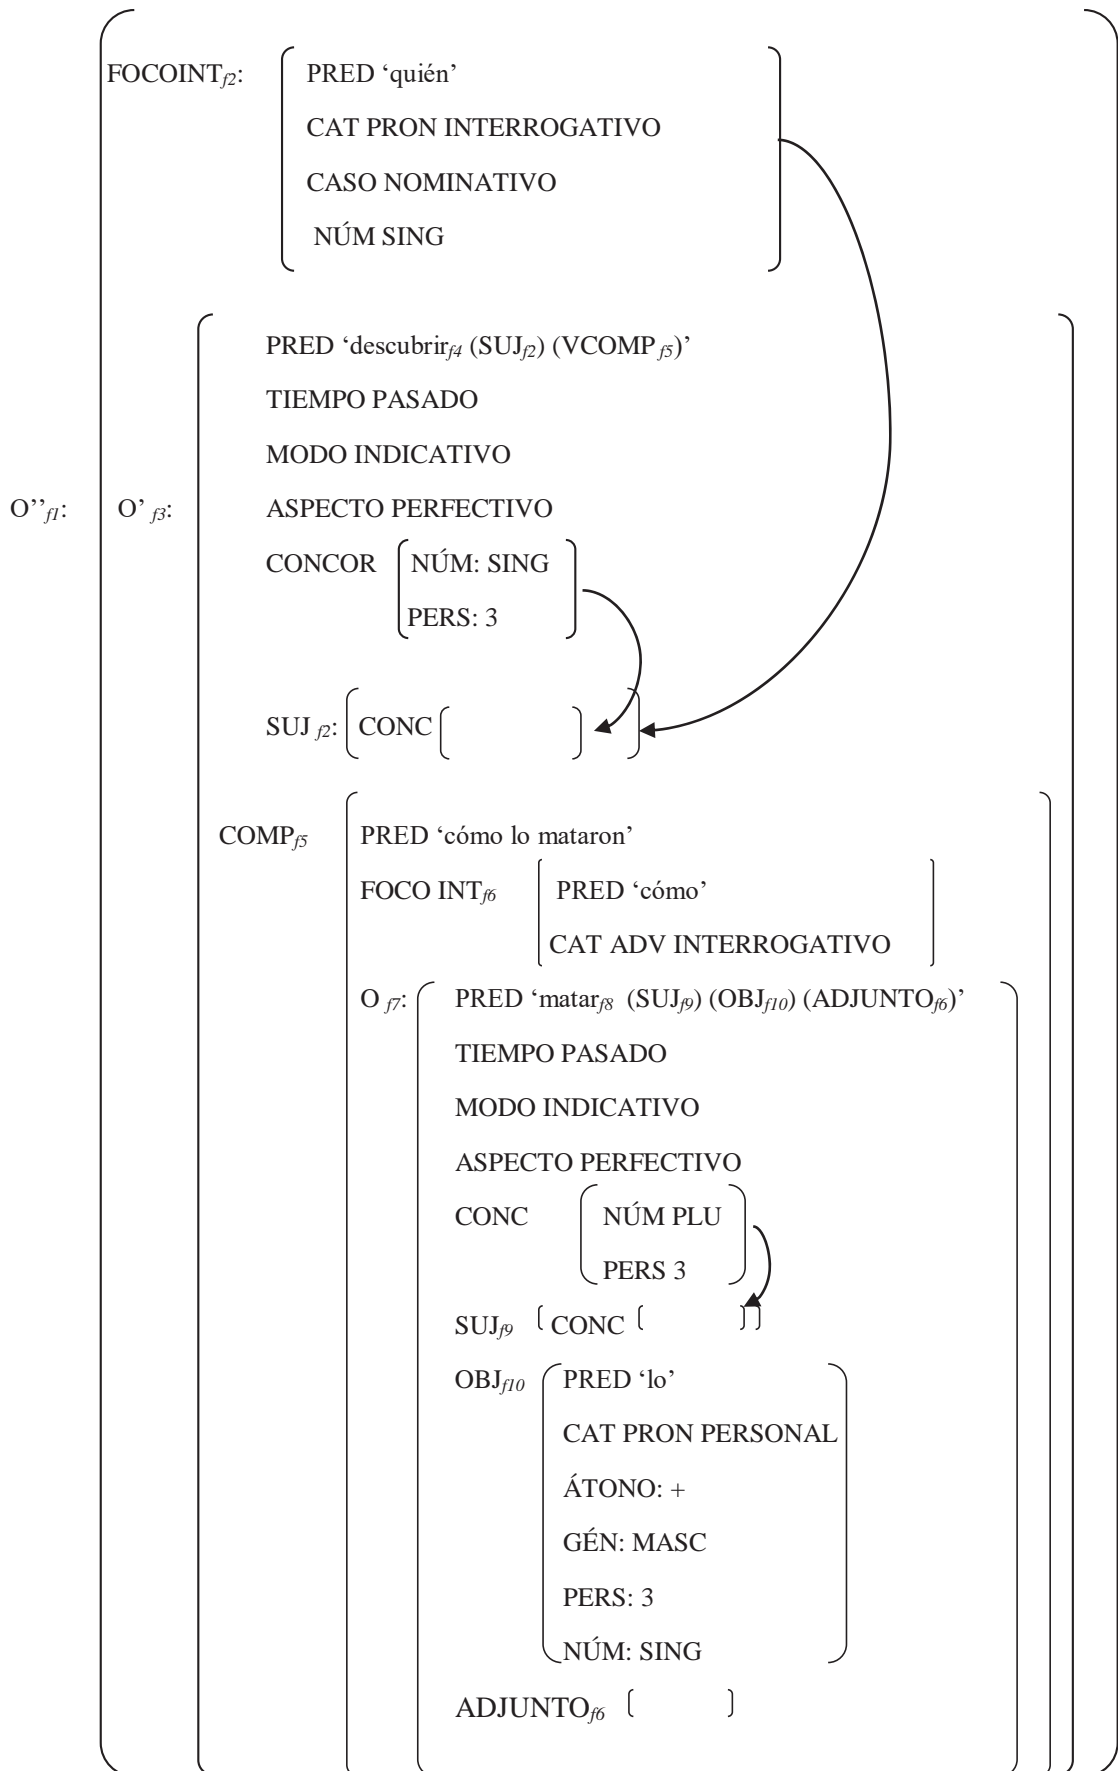 FOCOINTf2: PRED ‘quién’
CAT PRON INTERROGATIVO
CASO NOMINATIVO
NÚM SING
PRED ‘descubrirf4 (SUJf2) (VCOMP f5)’
TIEMPO PASADO
MODO INDICATIVO
O’’f1: O’ f3: ASPECTO PERFECTIVO
CONCOR NÚM: SING
PERS: 3
SUJ f2: CONC
COMPf5 PRED ‘cómo lo mataron’
FOCO INTf6 PRED ‘cómo’
CAT ADV INTERROGATIVO
O f7: PRED ‘matarf8 (SUJf9) (OBJf10) (ADJUNTOf6)’
TIEMPO PASADO
MODO INDICATIVO
ASPECTO PERFECTIVO
CONC NÚM PLU
PERS 3
SUJf9 CONC
OBJf10 PRED ‘lo’
CAT PRON PERSONAL
ÁTONO: +
GÉN: MASC
PERS: 3
NÚM: SING
ADJUNTOf6